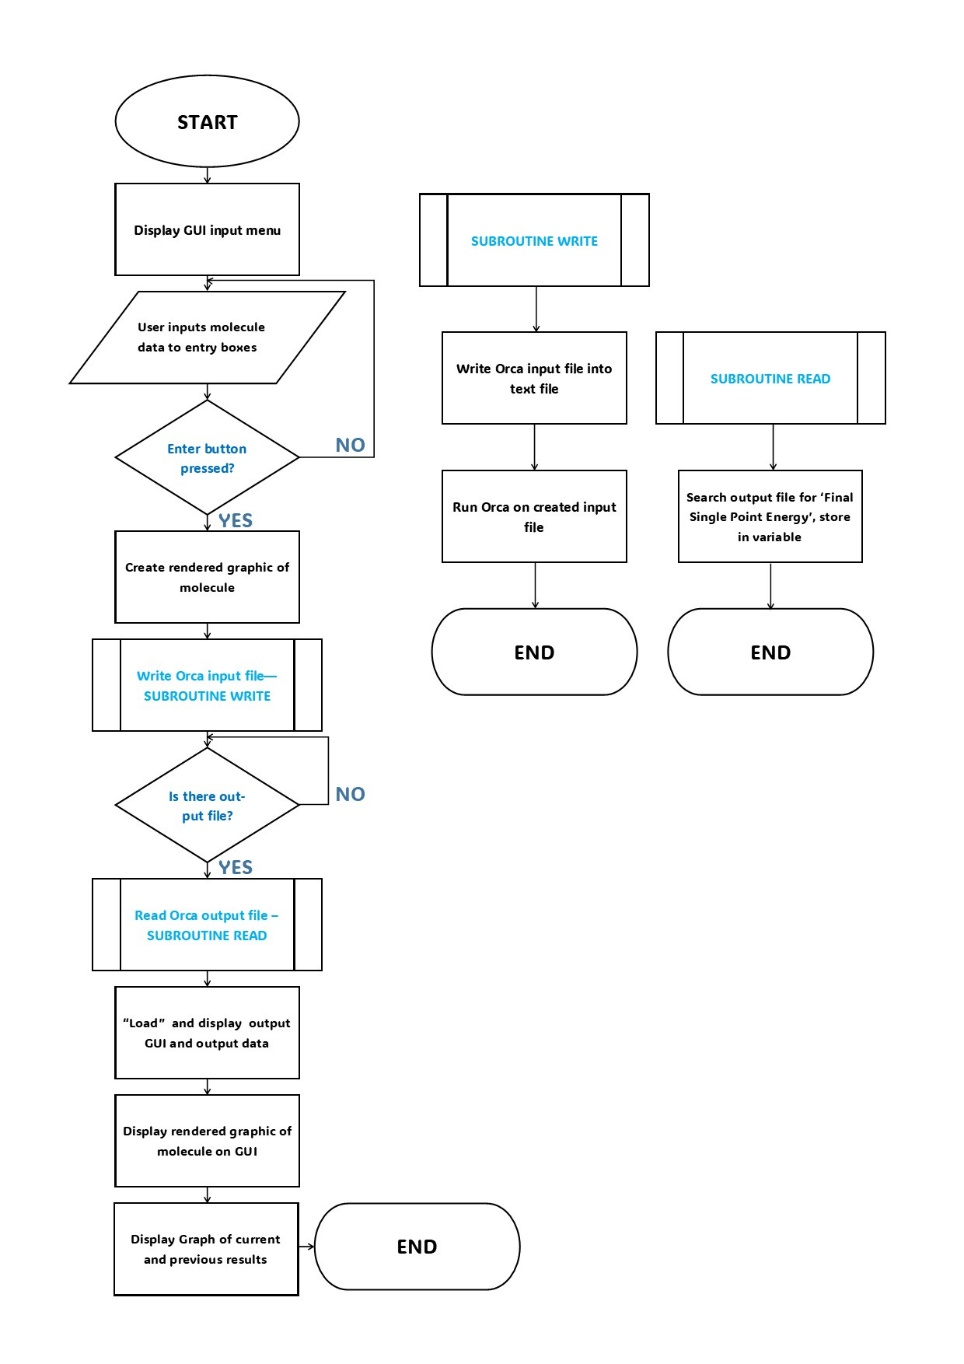 START
Display GUI input menu
User inputs molecule
data to entry boxes
Enter button
pressed?
NO
YES
Create rendered graphic of
molecule
Write Orca input file—
SUBROUTINE WRITE
Is there out-
put file?
NO
YES
Read Orca output file –
SUBROUTINE READ
“Load” and display output
GUI and output data
Display rendered graphic of
molecule on GUI
Display Graph of current
and previous results
END
SUBROUTINE WRITE
Write Orca input file into
text file
Run Orca on created input
file
END
SUBROUTINE READ
Search output file for ‘Final
Single Point Energy’, store
in variable
END